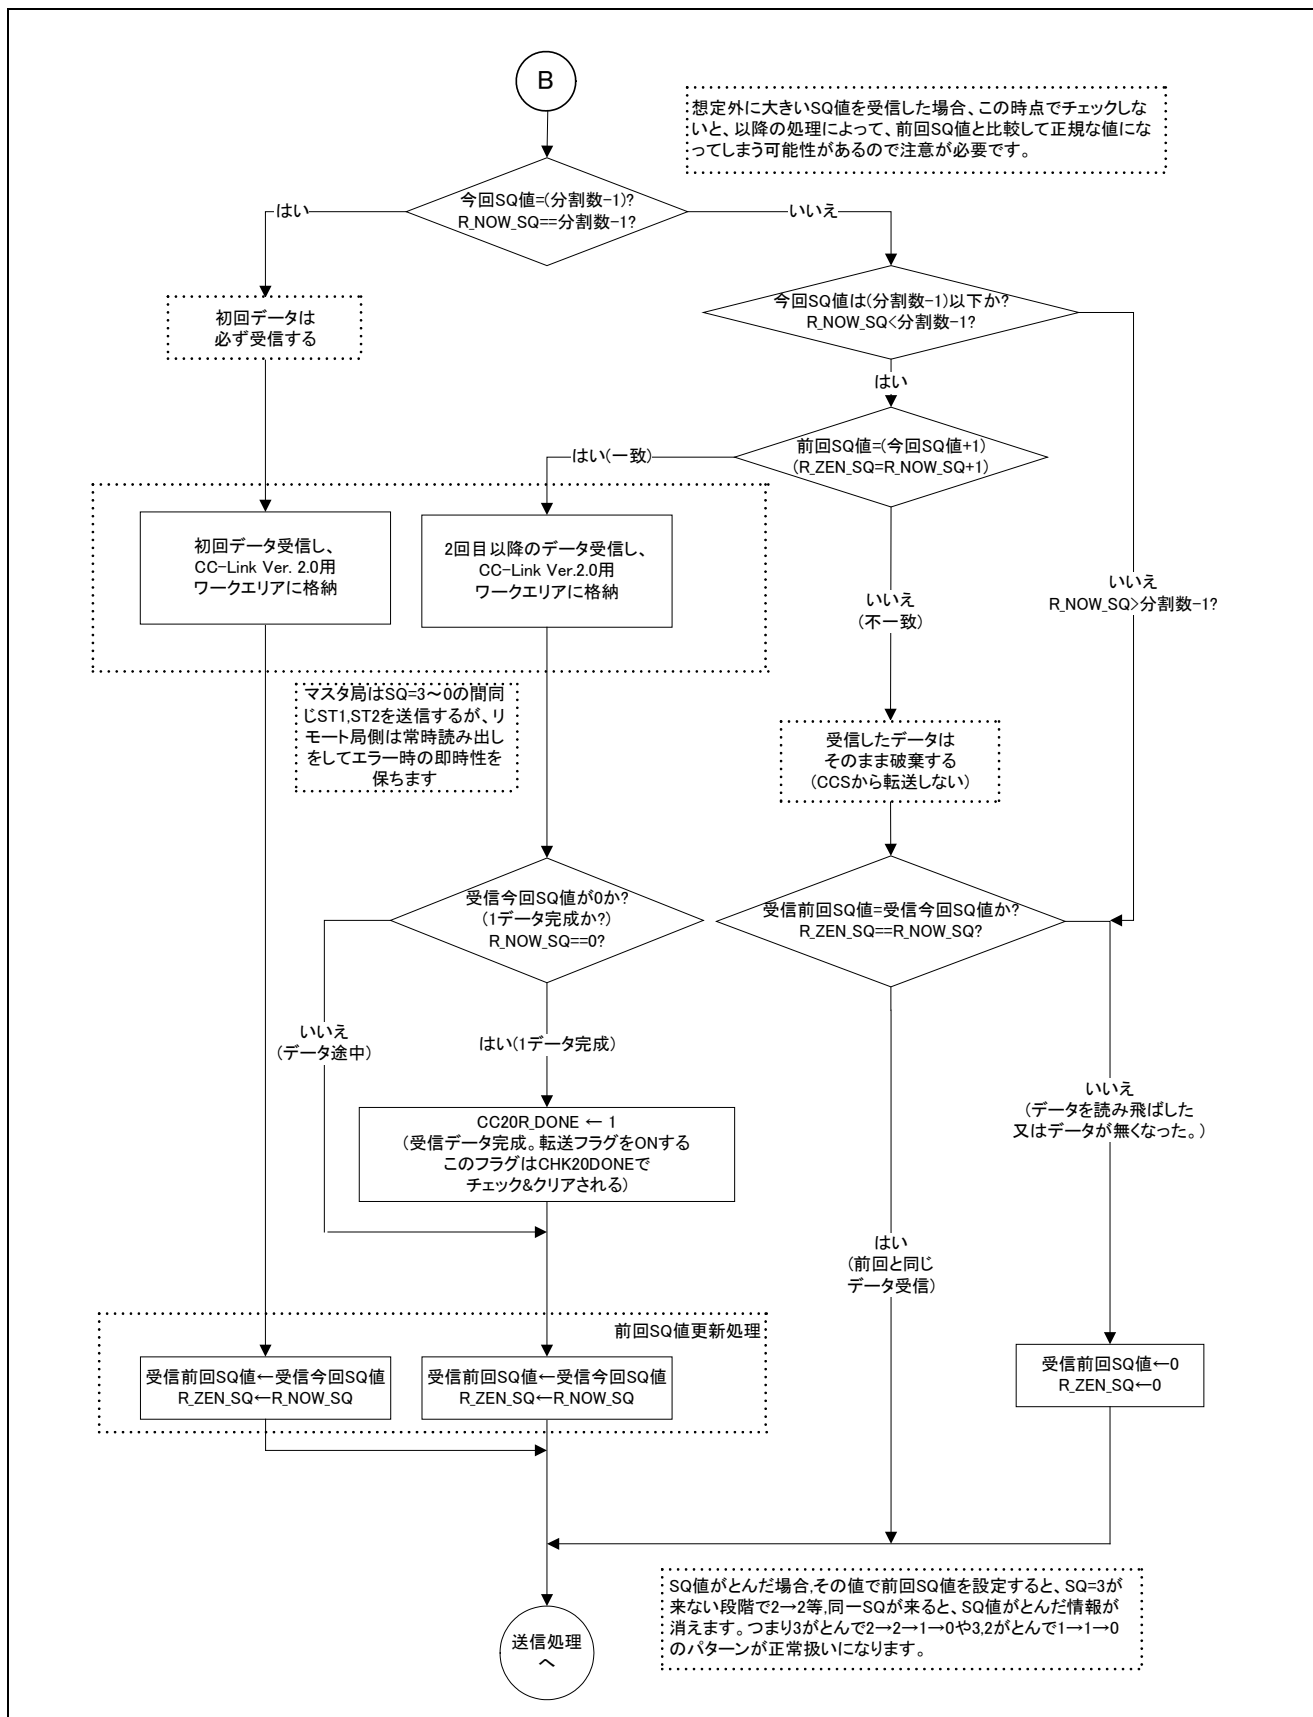 B
想定外に大きいSQ値を受信した場合、この時点でチェックしな
いと、以降の処理によって、前回SQ値と比較して正規な値にな
ってしまう可能性があるので注意が必要です。
今回SQ値=(分割数-1)?
R_NOW_SQ==分割数-1?
はい
いいえ
初回データは
必ず受信する
今回SQ値は(分割数-1)以下か?
R_NOW_SQ<分割数-1?
はい
前回SQ値=(今回SQ値+1)
(R_ZEN_SQ=R_NOW_SQ+1)
はい(一致)
初回データ受信し、
CC-Link Ver. 2.0用
ワークエリアに格納
2回目以降のデータ受信し、
CC-Link Ver.2.0用
ワークエリアに格納
いいえ
(不一致)
いいえ
R_NOW_SQ>分割数-1?
マスタ局はSQ=3～0の間同
じST1,ST2を送信するが、リ
モート局側は常時読み出し
をしてエラー時の即時性を
保ちます
受信したデータは
そのまま破棄する
(CCSから転送しない)
受信今回SQ値が0か?
(1データ完成か?)
R_NOW_SQ==0?
受信前回SQ値=受信今回SQ値か?
R_ZEN_SQ==R_NOW_SQ?
いいえ
(データ途中)
はい(1データ完成)
いいえ
(データを読み飛ばした
又はデータが無くなった。)
CC20R_DONE ← 1
(受信データ完成。転送フラグをONする
このフラグはCHK20DONEで
チェック&クリアされる)
はい
(前回と同じ
データ受信)
前回SQ値更新処理
受信前回SQ値←受信今回SQ値
R_ZEN_SQ←R_NOW_SQ
受信前回SQ値←受信今回SQ値
R_ZEN_SQ←R_NOW_SQ
受信前回SQ値←0
R_ZEN_SQ←0
SQ値がとんだ場合,その値で前回SQ値を設定すると、SQ=3が
来ない段階で2→2等,同一SQが来ると、SQ値がとんだ情報が
消えます。つまり3がとんで2→2→1→0や3,2がとんで1→1→0
のパターンが正常扱いになります。
送信処理
へ